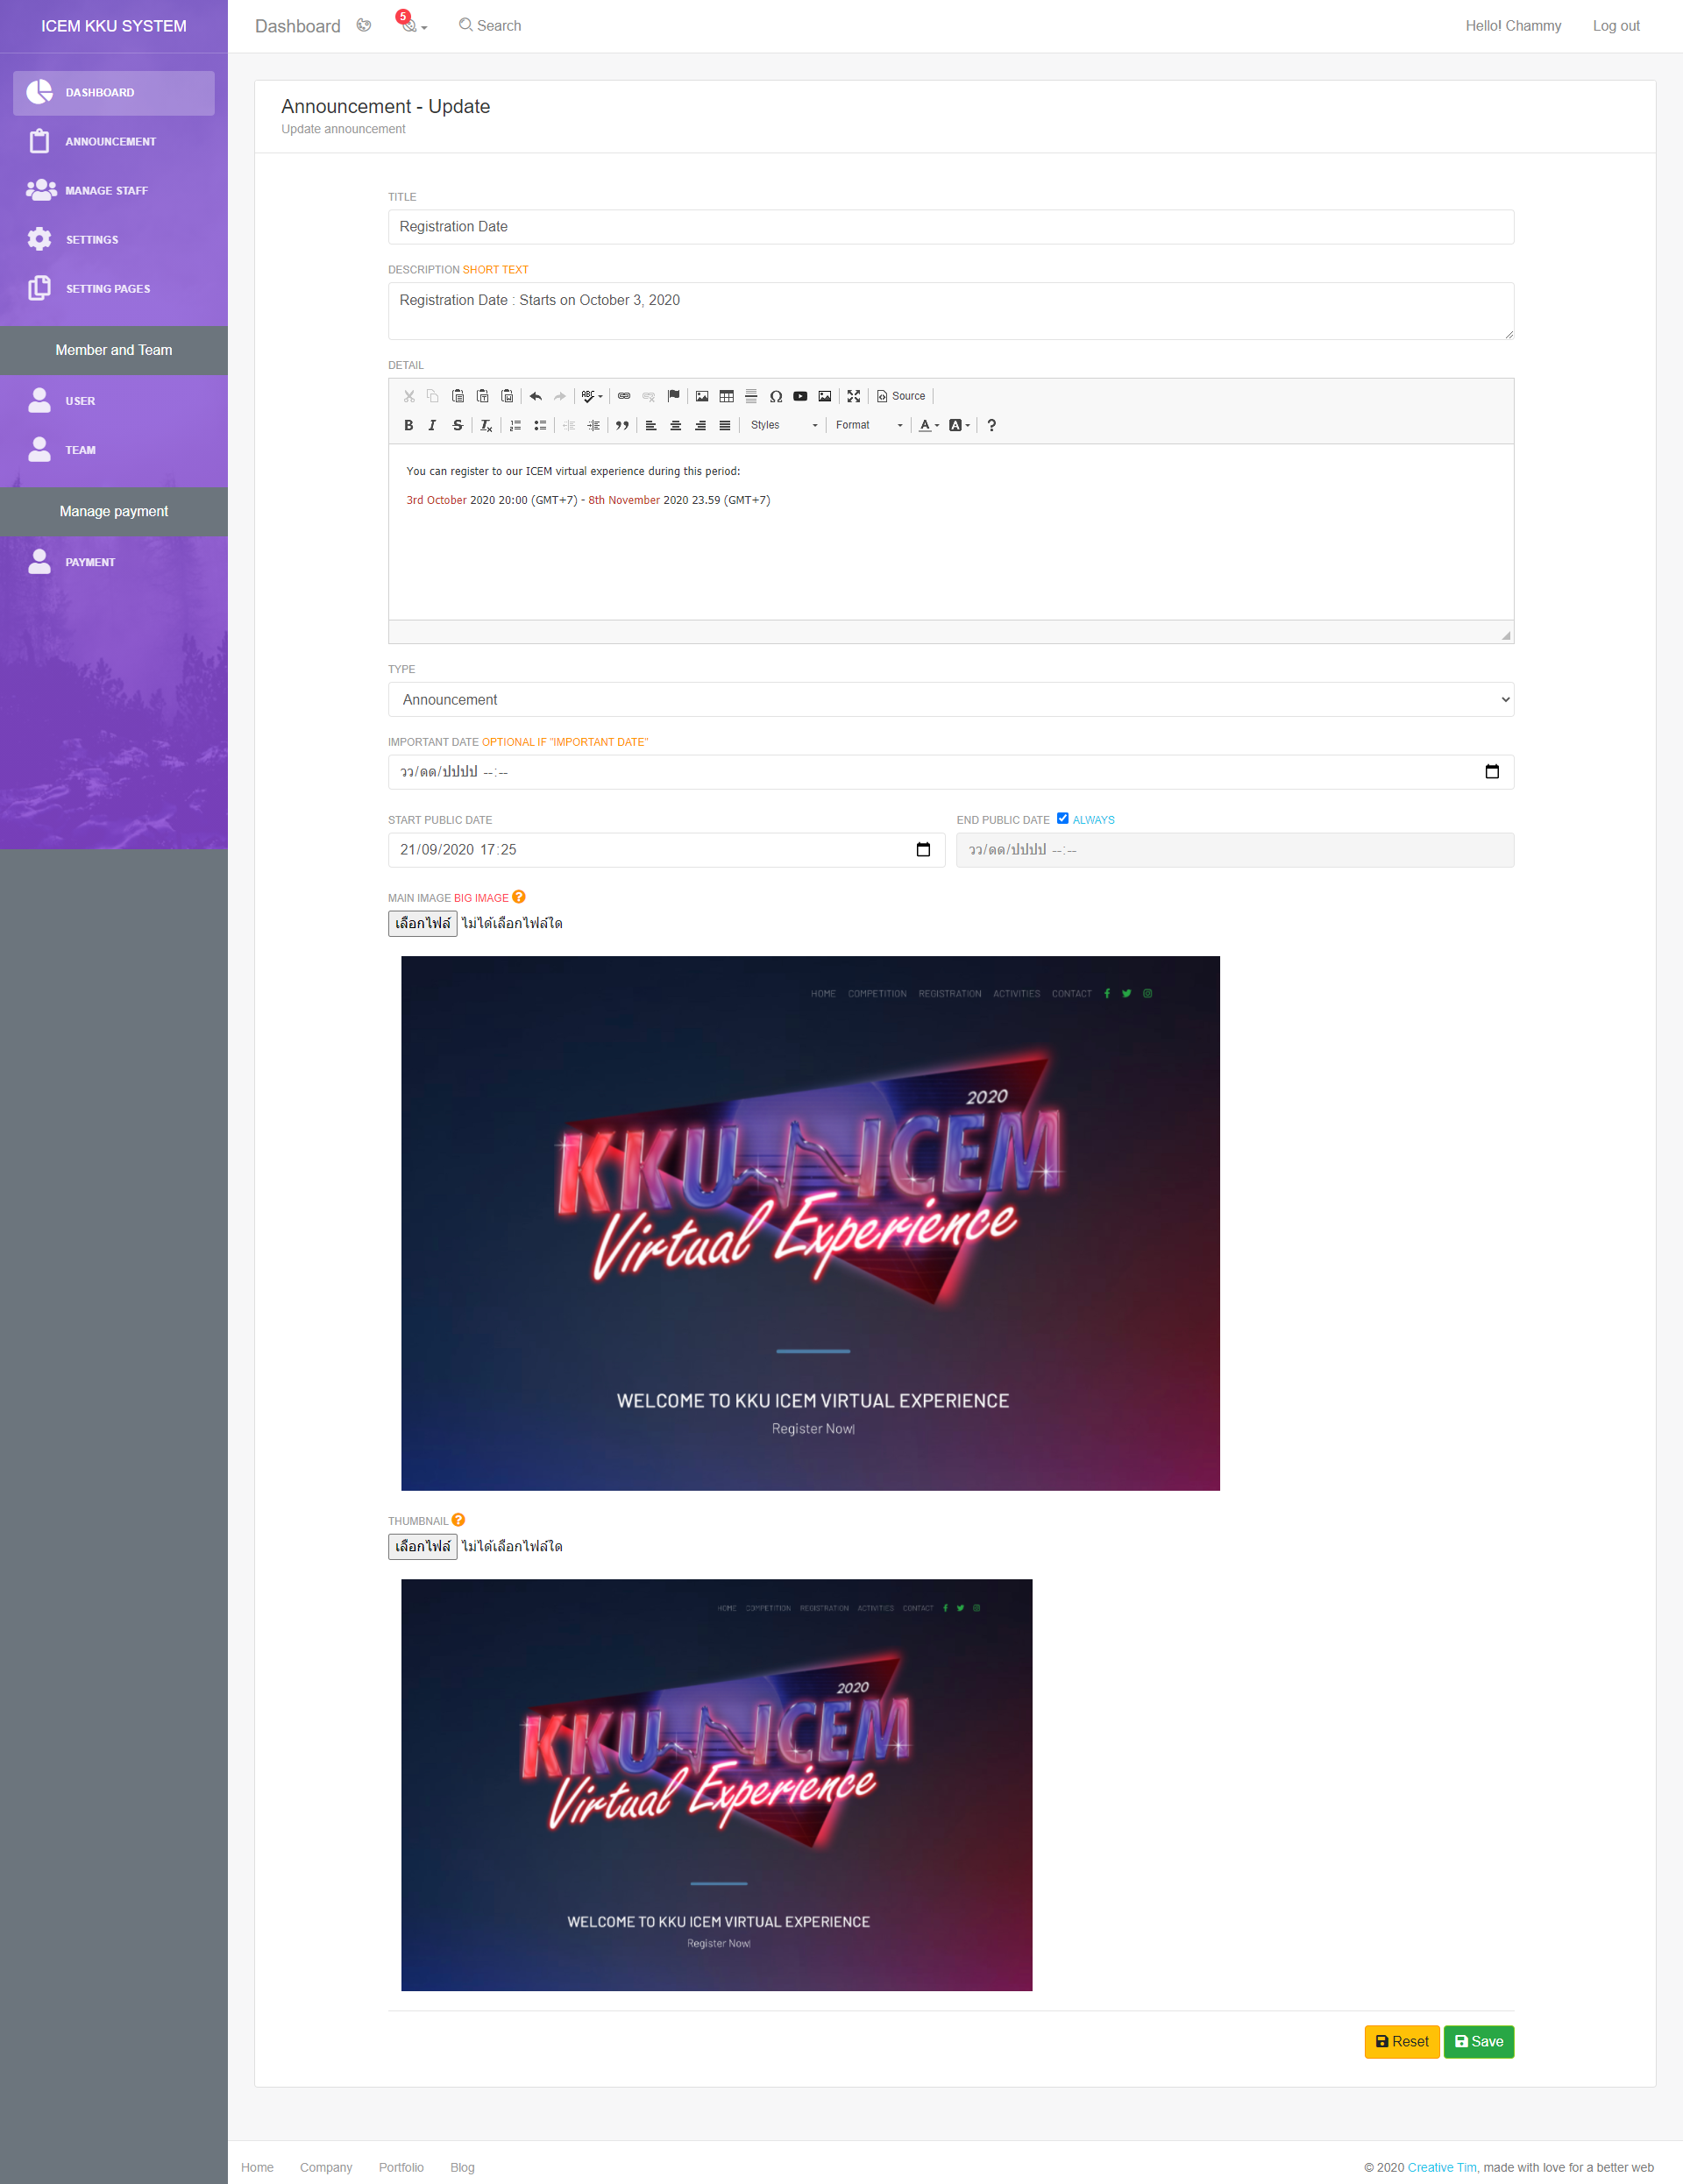 ICEM KKU SYSTEM
Dashboard
5
Search
Hello! Chammy
Log out
DASHBOARD
ANNOUNCEMENT
MANAGE STAFF
SETTINGS
SETTING PAGES
Member and Team
USER
TEAM
Manage payment
PAYMENT
Announcement - Update
Update announcement
TITLE
Registration Date
DESCRIPTION SHORT TEXT
Registration Date : Starts on October 3, 2020
DETAIL
ABC
Source
B I S Tx
Styles
Format
A A ?
You can register to our ICEM virtual experience during this period:
3rd October 2020 20:00 (GMT+7) - 8th November 2020 23.59 (GMT+7)
TYPE
Announcement
IMPORTANT DATE OPTIONAL IF "IMPORTANT DATE"
วว/ดด/ปปปป --:--
START PUBLIC DATE
21/09/2020 17:25
END PUBLIC DATE ALWAYS
วว/ดด/ปปปป --:--
MAIN IMAGE BIG IMAGE ?
เลือกไฟล์ ไม่ได้เลือกไฟล์ใด
HOME COMPETITION REGISTRATION ACTIVITIES CONTACT
2020
KKU ICEM
Virtual Experience
WELCOME TO KKU ICEM VIRTUAL EXPERIENCE
Register Now|
THUMBNAIL ?
เลือกไฟล์ ไม่ได้เลือกไฟล์ใด
HOME COMPETITION REGISTRATION ACTIVITIES CONTACT
2020
KKU ICEM
Virtual Experience
WELCOME TO KKU ICEM VIRTUAL EXPERIENCE
Register Now|
Reset
Save
Home
Company
Portfolio
Blog
© 2020 Creative Tim, made with love for a better web